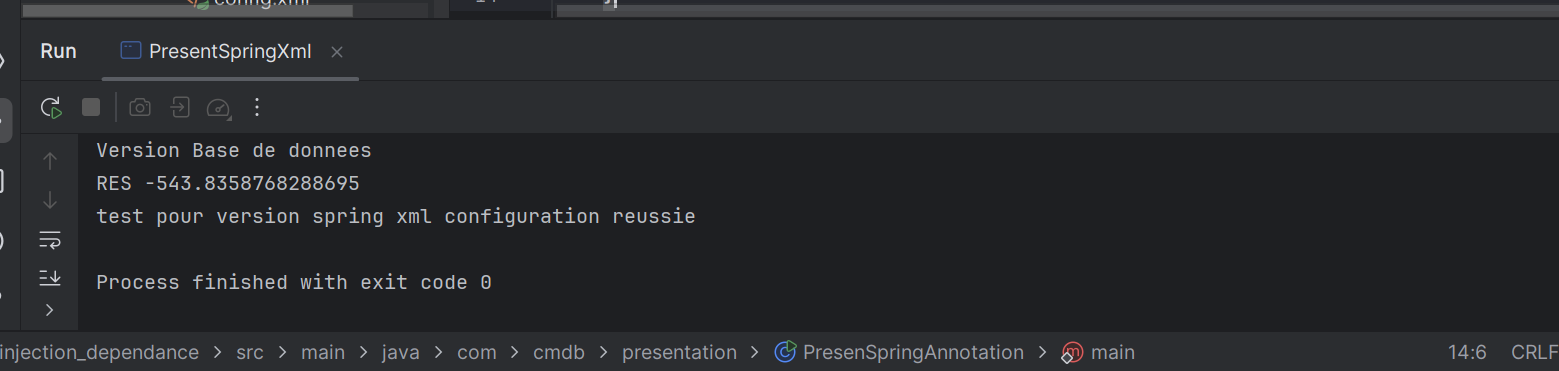 config.xml
14
Run PresentSpringXml
Version Base de donnees
RES -543.8358768288695
test pour version spring xml configuration reussie
Process finished with exit code 0
injection_dependance > src > main > java > com > cmdb > presentation > PresenSpringAnnotation > main 14:6 CRLF